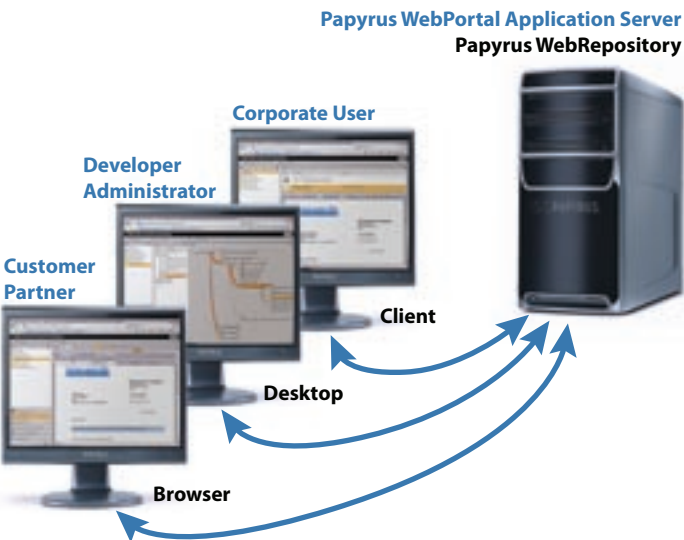 Papyrus WebPortal Application Server
Papyrus WebRepository
Corporate User
Developer
Administrator
Customer
Partner
Client
Desktop
Browser